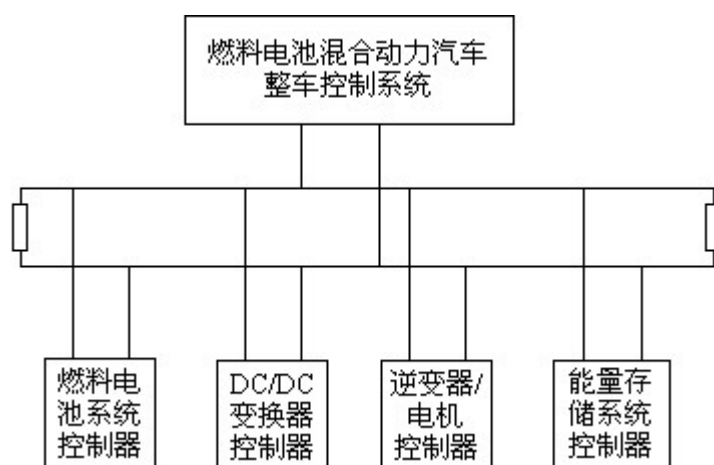 燃料电池混合动力汽车
整车控制系统
燃料电
池系统
控制器
DC/DC
变换器
控制器
逆变器/
电机
控制器
能量存
储系统
控制器